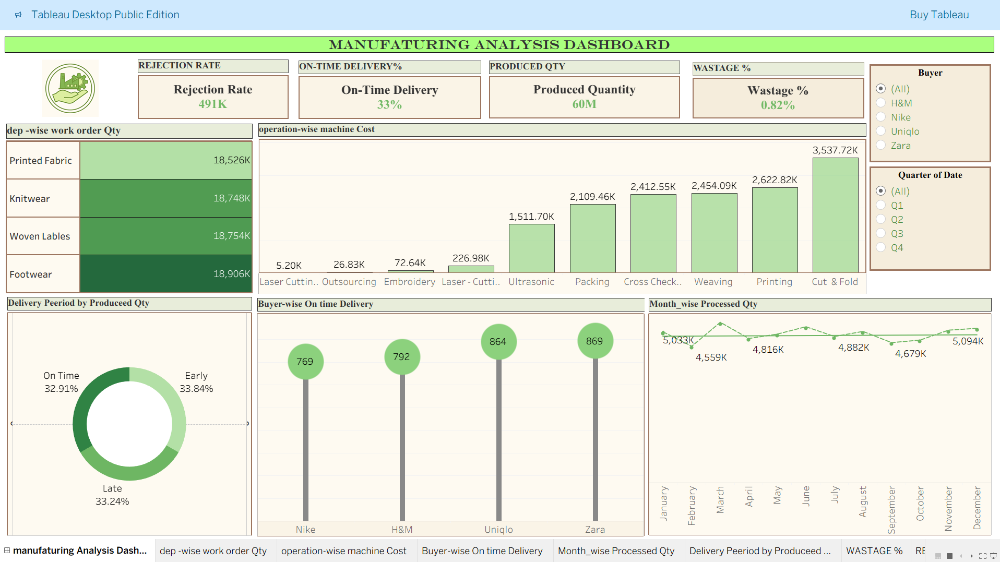 Tableau Desktop Public Edition
Buy Tableau
MANUFATURING ANALYSIS DASHBOARD
REJECTION RATE
Rejection Rate
491K
ON-TIME DELIVERY%
On-Time Delivery
33%
PRODUCED QTY
Produced Quantity
60M
WASTAGE %
Wastage %
0.82%
Buyer
(All)
H&M
Nike
Uniqlo
Zara
Quarter of Date
(All)
Q1
Q2
Q3
Q4
dep -wise work order Qty
Printed Fabric 18,526K
Knitwear 18,748K
Woven Lables 18,754K
Footwear 18,906K
operation-wise machine Cost
5.20K 26.83K 72.64K 226.98K 1,511.70K 2,109.46K 2,412.55K 2,454.09K 2,622.82K 3,537.72K
Laser Cuttin.. Outsourcing Embroidery Laser - Cutti.. Ultrasonic Packing Cross Check.. Weaving Printing Cut & Fold
Delivery Peeriod by Produceed Qty
On Time
32.91%
Early
33.84%
Late
33.24%
Buyer-wise On time Delivery
769 792 864 869
Nike H&M Uniqlo Zara
Month_wise Processed Qty
5,033K 4,559K 4,816K 4,882K 4,679K 5,094K
January February March April May June July August September October November December
manufaturing Analysis Dash... dep -wise work order Qty operation-wise machine Cost Buyer-wise On time Delivery Month_wise Processed Qty Delivery Peeriod by Produceed ... WASTAGE % RE